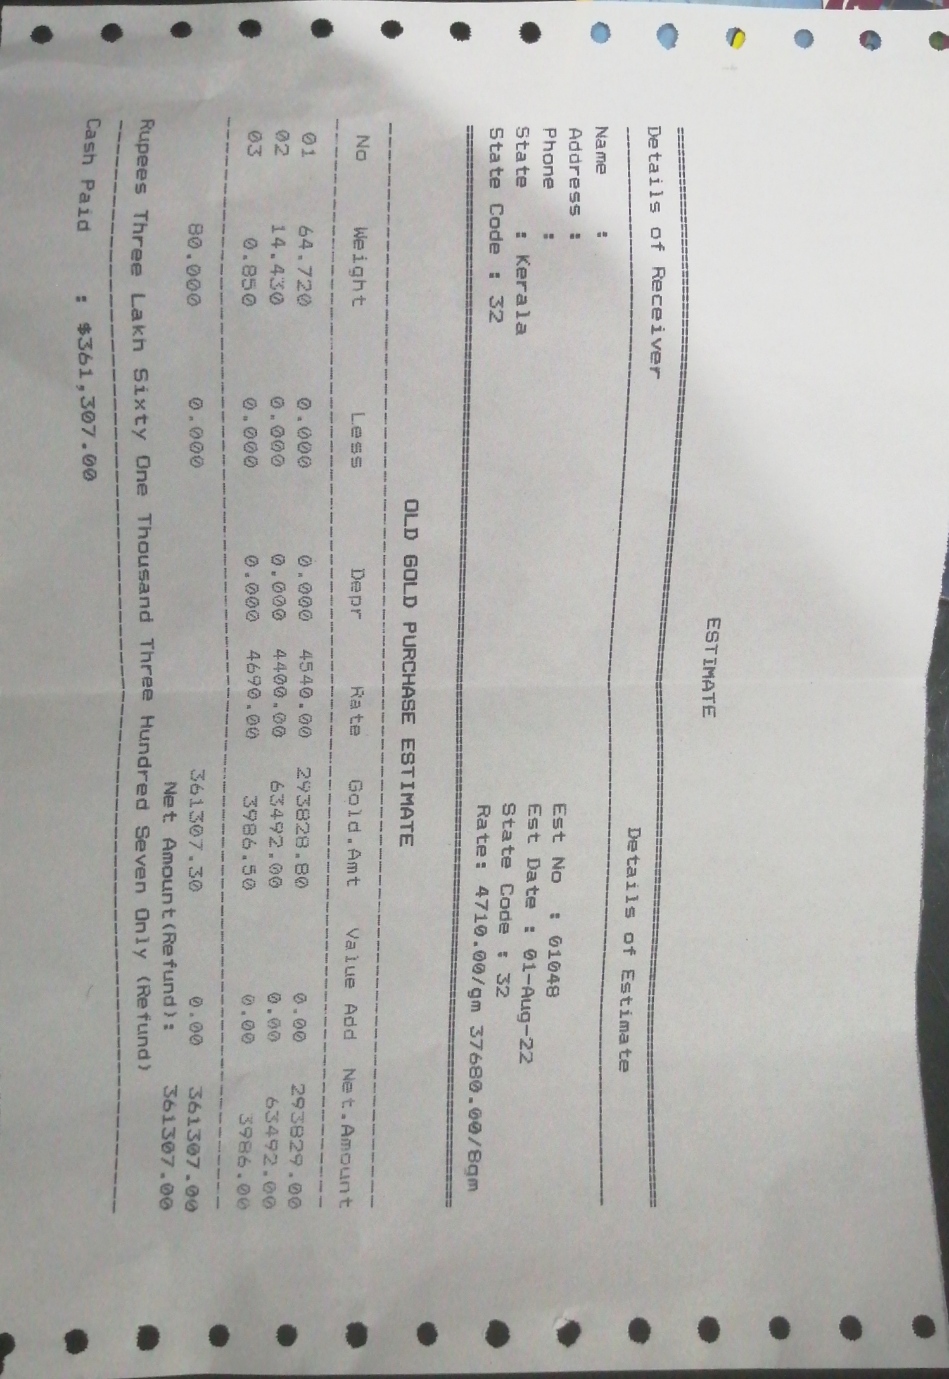 ESTIMATE
Details of Receiver Details of Estimate
Name :
Address : Est No : 01048
Phone : Est Date : 01-Aug-22
State : Kerala State Code : 32
State Code : 32 Rate: 4710.00/gm 37680.00/8gm
OLD GOLD PURCHASE ESTIMATE
No Weight Less Depr Rate Gold.Amt Value Add Net.Amount
01 64.720 0.000 0.000 4540.00 293828.80 0.00 293829.00
02 14.430 0.000 0.000 4400.00 63492.00 0.00 63492.00
03 0.850 0.000 0.000 4690.00 3986.50 0.00 3986.00
80.000 0.000 361307.30 0.00 361307.00
Net Amount(Refund): 361307.00
Rupees Three Lakh Sixty One Thousand Three Hundred Seven Only (Refund)
Cash Paid : $361,307.00